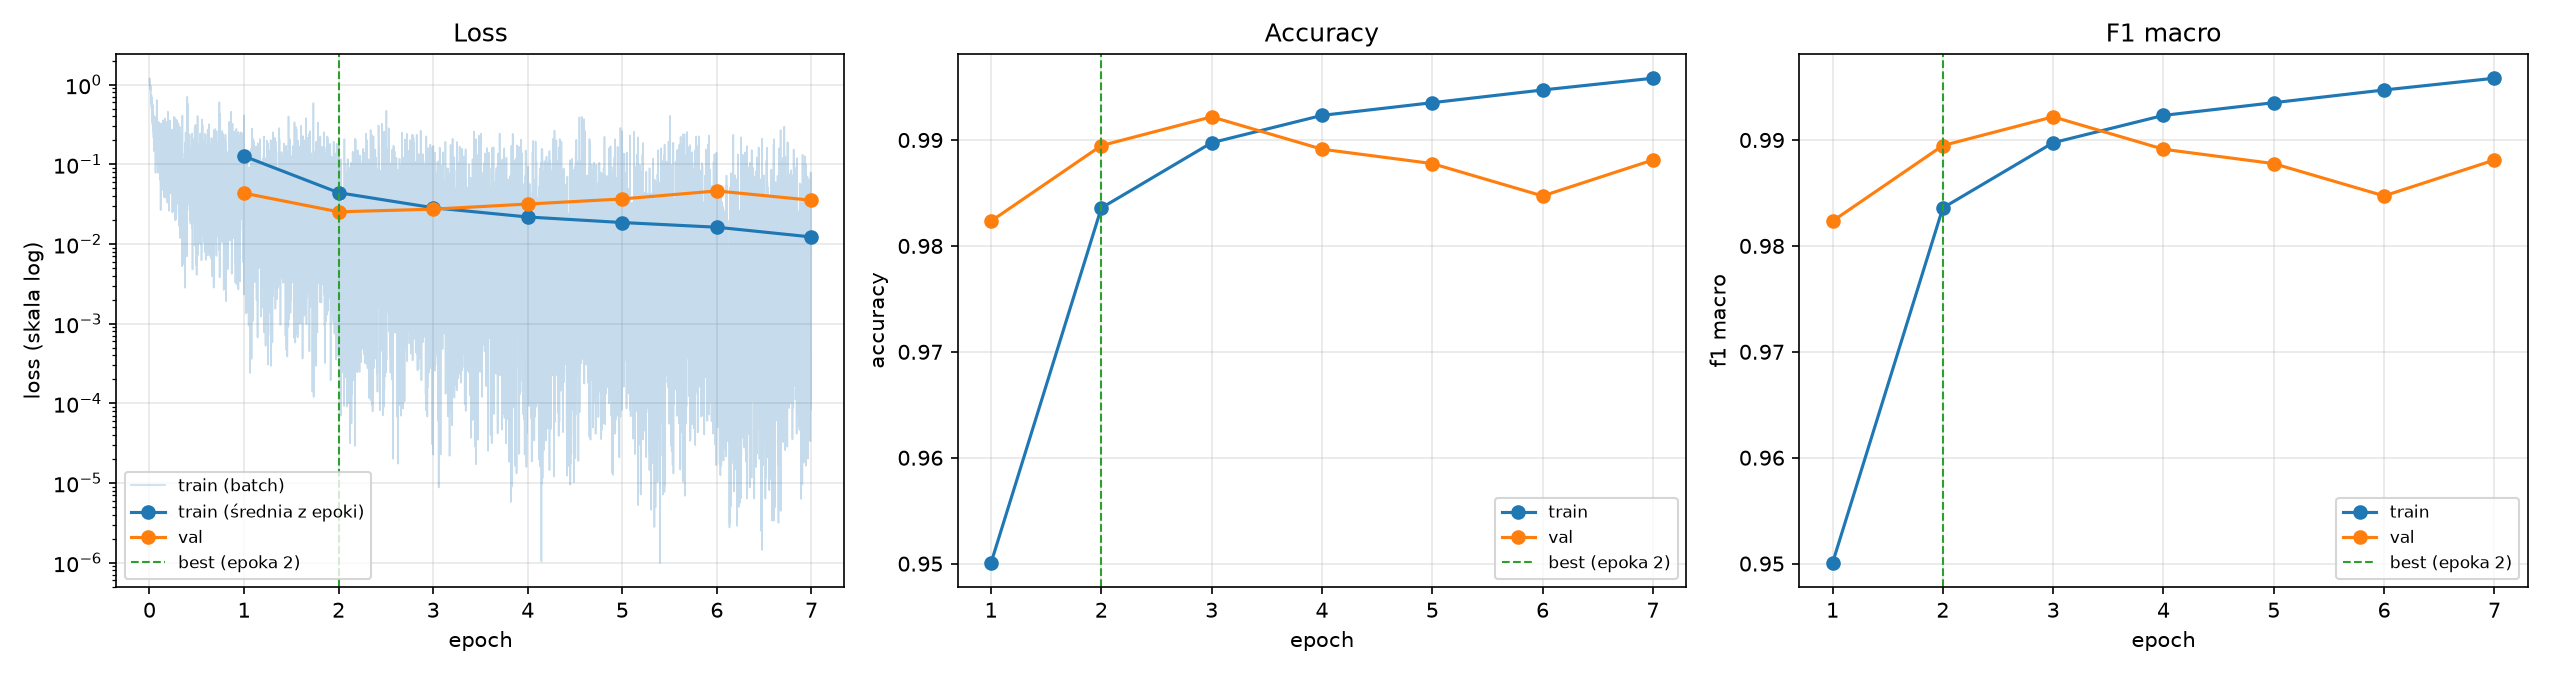 Loss
10^0
10^-1
10^-2
10^-3
10^-4
10^-5
10^-6
loss (skala log)
train (batch)
train (średnia z epoki)
val
best (epoka 2)
0 1 2 3 4 5 6 7
epoch
Accuracy
0.99
0.98
0.97
0.96
0.95
accuracy
train
val
best (epoka 2)
1 2 3 4 5 6 7
epoch
F1 macro
0.99
0.98
0.97
0.96
0.95
f1 macro
train
val
best (epoka 2)
1 2 3 4 5 6 7
epoch